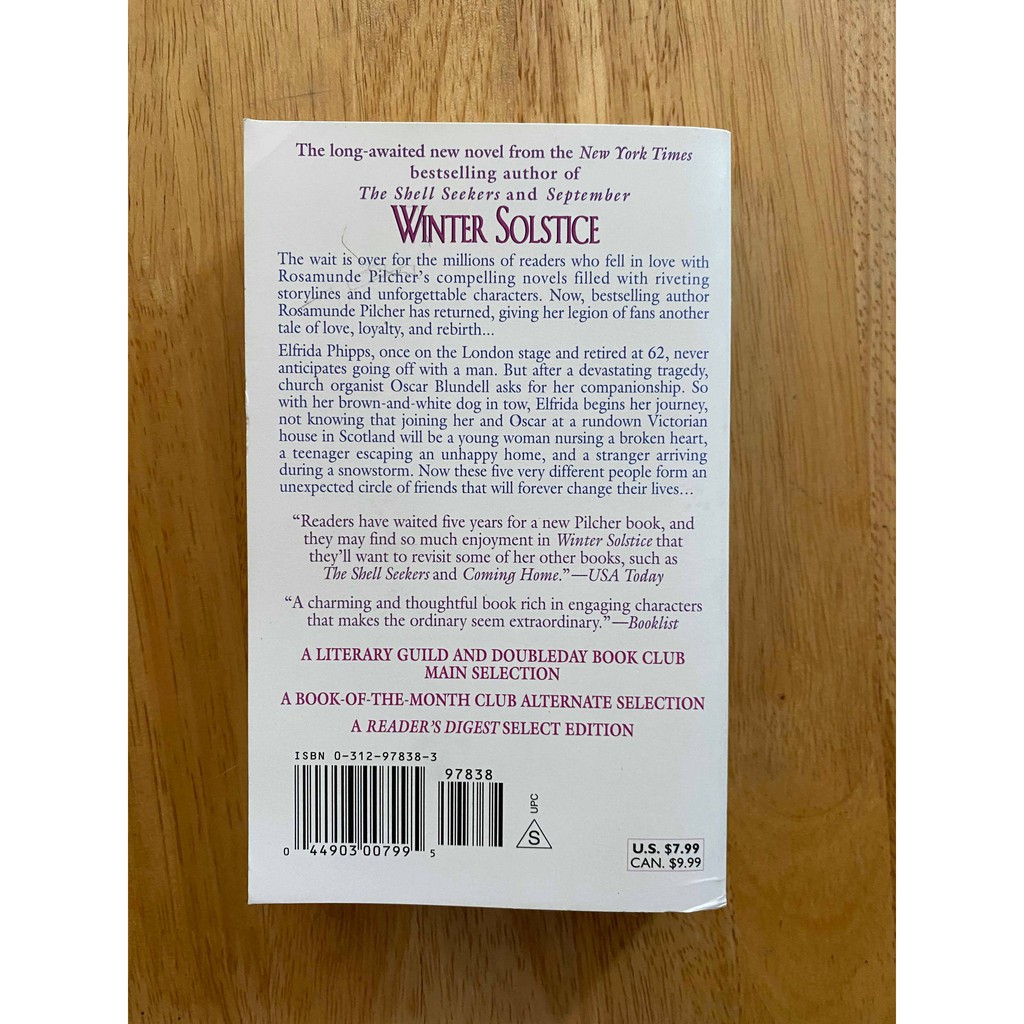 The long-awaited new novel from the New York Times
bestselling author of
The Shell Seekers and September
WINTER SOLSTICE
The wait is over for the millions of readers who fell in love with
Rosamunde Pilcher's compelling novels filled with riveting
storylines and unforgettable characters. Now, bestselling author
Rosamunde Pilcher has returned, giving her legion of fans another
tale of love, loyalty, and rebirth...
Elfrida Phipps, once on the London stage and retired at 62, never
anticipates going off with a man. But after a devastating tragedy,
church organist Oscar Blundell asks for her companionship. So
with her brown-and-white dog in tow, Elfrida begins her journey,
not knowing that joining her and Oscar at a rundown Victorian
house in Scotland will be a young woman nursing a broken heart,
a teenager escaping an unhappy home, and a stranger arriving
during a snowstorm. Now these five very different people form an
unexpected circle of friends that will forever change their lives...
“Readers have waited five years for a new Pilcher book, and
they may find so much enjoyment in Winter Solstice that
they'll want to revisit some of her other books, such as
The Shell Seekers and Coming Home.”—USA Today
“A charming and thoughtful book rich in engaging characters
that makes the ordinary seem extraordinary.”—Booklist
A LITERARY GUILD AND DOUBLEDAY BOOK CLUB
MAIN SELECTION
A BOOK-OF-THE-MONTH CLUB ALTERNATE SELECTION
A READER'S DIGEST SELECT EDITION
ISBN 0-312-97838-3
97838
UPC
S
0 44903 00799 5
U.S. $7.99
CAN. $9.99